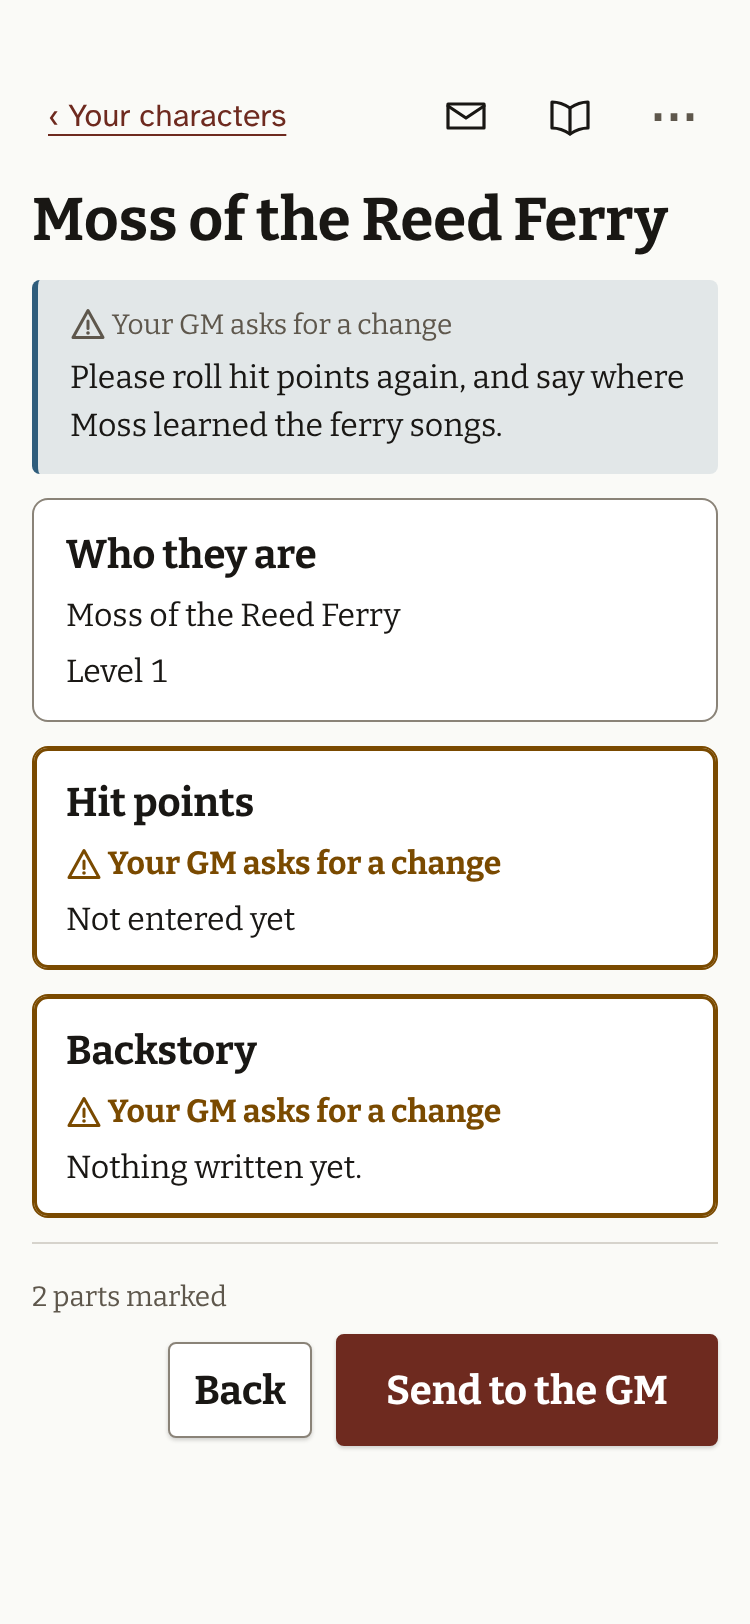 ‹ Your characters
Moss of the Reed Ferry
Your GM asks for a change
Please roll hit points again, and say where
Moss learned the ferry songs.
Who they are
Moss of the Reed Ferry
Level 1
Hit points
Your GM asks for a change
Not entered yet
Backstory
Your GM asks for a change
Nothing written yet.
2 parts marked
Back
Send to the GM